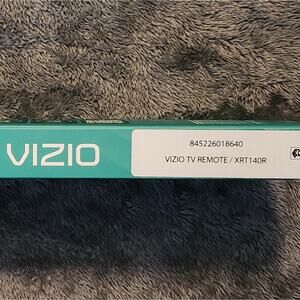 VIZIO
845226018640
VIZIO TV REMOTE / XRT140R